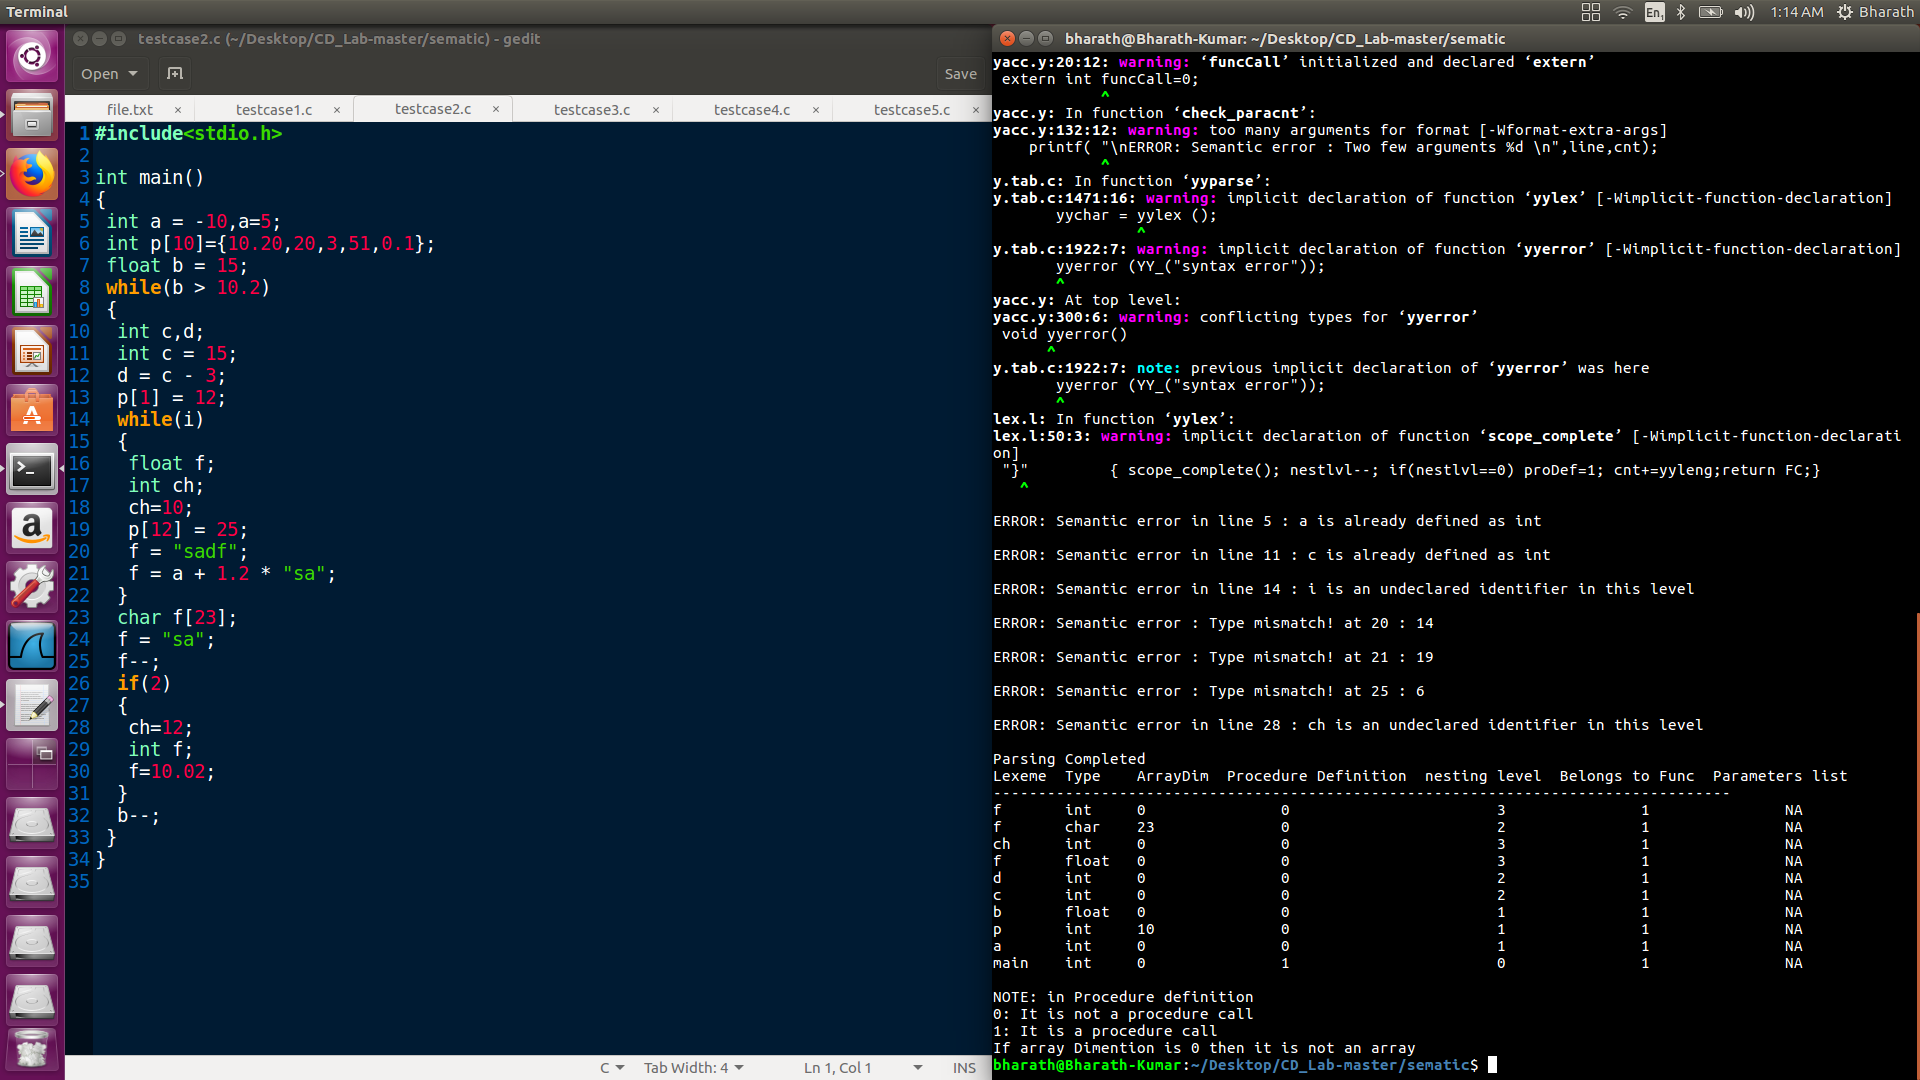 Terminal
En1 1:14 AM Bharath
testcase2.c (~/Desktop/CD_Lab-master/sematic) - gedit
Open Save
file.txt × testcase1.c × testcase2.c × testcase3.c × testcase4.c × testcase5.c ×
1 #include<stdio.h>
2
3 int main()
4 {
5 int a = -10,a=5;
6 int p[10]={10.20,20,3,51,0.1};
7 float b = 15;
8 while(b > 10.2)
9 {
10 int c,d;
11 int c = 15;
12 d = c - 3;
13 p[1] = 12;
14 while(i)
15 {
16 float f;
17 int ch;
18 ch=10;
19 p[12] = 25;
20 f = "sadf";
21 f = a + 1.2 * "sa";
22 }
23 char f[23];
24 f = "sa";
25 f--;
26 if(2)
27 {
28 ch=12;
29 int f;
30 f=10.02;
31 }
32 b--;
33 }
34 }
35
C Tab Width: 4 Ln 1, Col 1 INS
bharath@Bharath-Kumar: ~/Desktop/CD_Lab-master/sematic
yacc.y:20:12: warning: ‘funcCall’ initialized and declared ‘extern’
extern int funcCall=0;
^
yacc.y: In function ‘check_paracnt’:
yacc.y:132:12: warning: too many arguments for format [-Wformat-extra-args]
printf( "\nERROR: Semantic error : Two few arguments %d \n",line,cnt);
^
y.tab.c: In function ‘yyparse’:
y.tab.c:1471:16: warning: implicit declaration of function ‘yylex’ [-Wimplicit-function-declaration]
yychar = yylex ();
^
y.tab.c:1922:7: warning: implicit declaration of function ‘yyerror’ [-Wimplicit-function-declaration]
yyerror (YY_("syntax error"));
^
yacc.y: At top level:
yacc.y:300:6: warning: conflicting types for ‘yyerror’
void yyerror()
^
y.tab.c:1922:7: note: previous implicit declaration of ‘yyerror’ was here
yyerror (YY_("syntax error"));
^
lex.l: In function ‘yylex’:
lex.l:50:3: warning: implicit declaration of function ‘scope_complete’ [-Wimplicit-function-declarati
on]
"}" { scope_complete(); nestlvl--; if(nestlvl==0) proDef=1; cnt+=yyleng;return FC;}
^
ERROR: Semantic error in line 5 : a is already defined as int
ERROR: Semantic error in line 11 : c is already defined as int
ERROR: Semantic error in line 14 : i is an undeclared identifier in this level
ERROR: Semantic error : Type mismatch! at 20 : 14
ERROR: Semantic error : Type mismatch! at 21 : 19
ERROR: Semantic error : Type mismatch! at 25 : 6
ERROR: Semantic error in line 28 : ch is an undeclared identifier in this level
Parsing Completed
Lexeme Type ArrayDim Procedure Definition nesting level Belongs to Func Parameters list
----------------------------------------------------------------------------------
f int 0 0 3 1 NA
f char 23 0 2 1 NA
ch int 0 0 3 1 NA
f float 0 0 3 1 NA
d int 0 0 2 1 NA
c int 0 0 2 1 NA
b float 0 0 1 1 NA
p int 10 0 1 1 NA
a int 0 0 1 1 NA
main int 0 1 0 1 NA
NOTE: in Procedure definition
0: It is not a procedure call
1: It is a procedure call
If array Dimention is 0 then it is not an array
bharath@Bharath-Kumar:~/Desktop/CD_Lab-master/sematic$